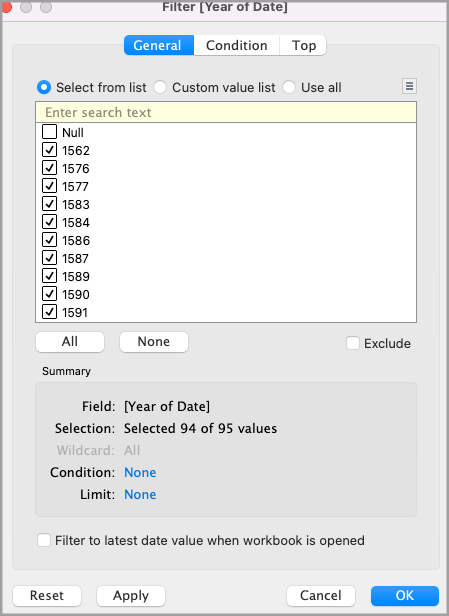 Filter [Year of Date]
General Condition Top
Select from list Custom value list Use all
Enter search text
Null
1562
1576
1577
1583
1584
1586
1587
1589
1590
1591
All None Exclude
Summary
Field: [Year of Date]
Selection: Selected 94 of 95 values
Wildcard: All
Condition: None
Limit: None
Filter to latest date value when workbook is opened
Reset Apply Cancel OK